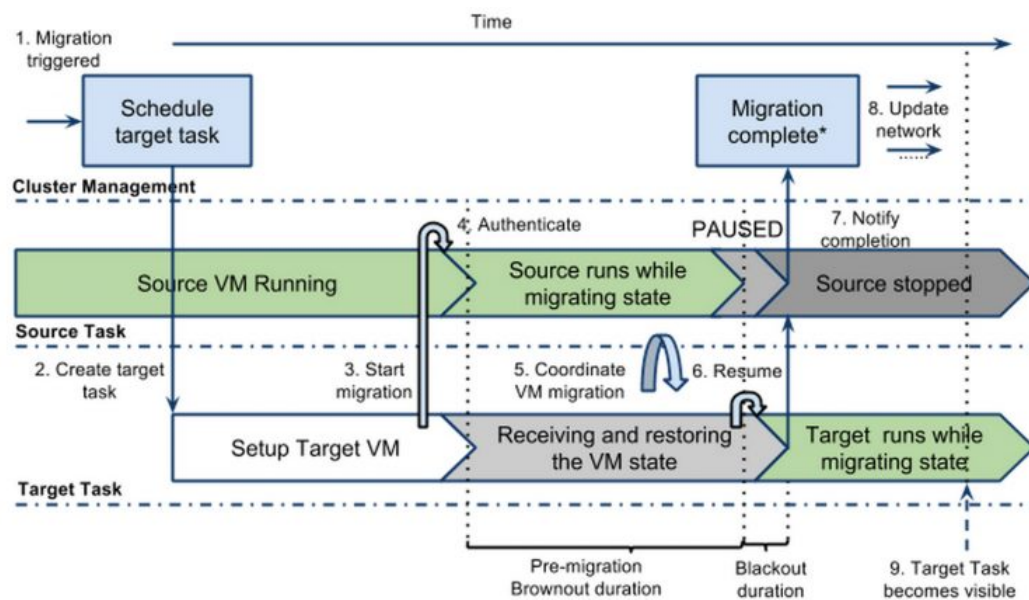 Time
1. Migration
triggered
Schedule
target task
Migration
complete*
8. Update
network
Cluster Management
4. Authenticate
PAUSED
7. Notify
completion
Source VM Running
Source runs while
migrating state
Source stopped
Source Task
2. Create target
task
3. Start
migration
5. Coordinate
VM migration
6. Resume
Setup Target VM
Receiving and restoring
the VM state
Target runs while
migrating state
Target Task
Pre-migration
Brownout duration
Blackout
duration
9. Target Task
becomes visible